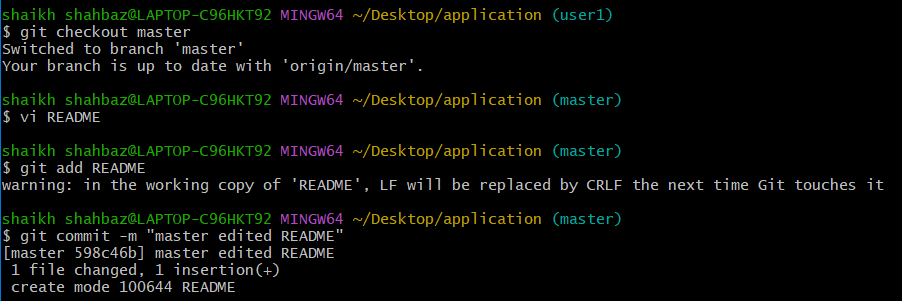 shaikh shahbaz@LAPTOP-C96HKT92 MINGW64 ~/Desktop/application (user1)
$ git checkout master
Switched to branch 'master'
Your branch is up to date with 'origin/master'.
shaikh shahbaz@LAPTOP-C96HKT92 MINGW64 ~/Desktop/application (master)
$ vi README
shaikh shahbaz@LAPTOP-C96HKT92 MINGW64 ~/Desktop/application (master)
$ git add README
warning: in the working copy of 'README', LF will be replaced by CRLF the next time Git touches it
shaikh shahbaz@LAPTOP-C96HKT92 MINGW64 ~/Desktop/application (master)
$ git commit -m "master edited README"
[master 598c46b] master edited README
 1 file changed, 1 insertion(+)
 create mode 100644 README